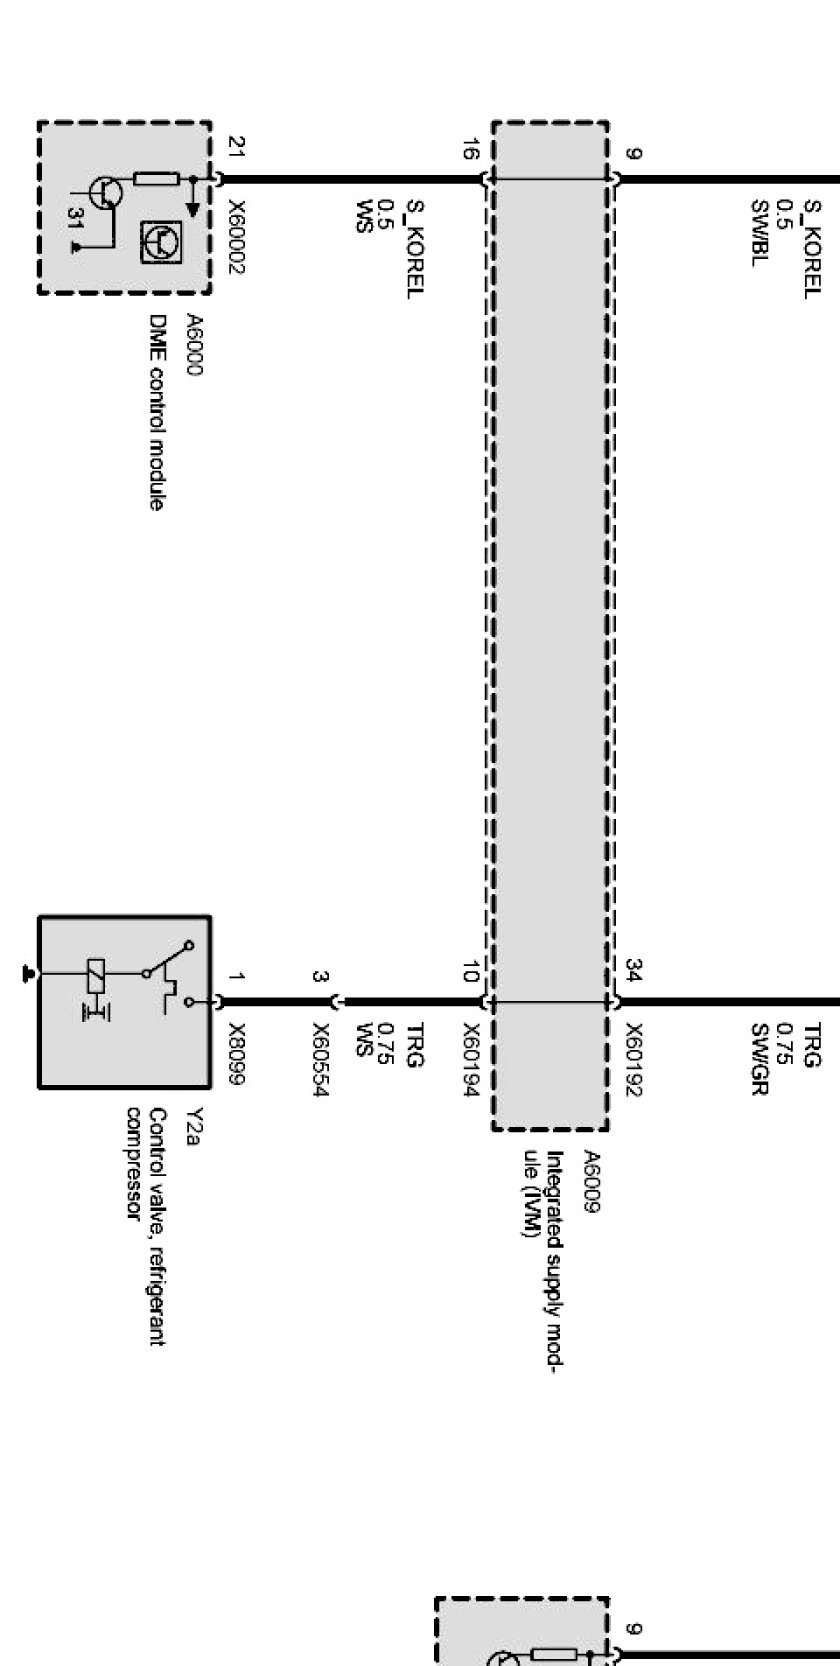 9
S_KOREL
0.5
SW/BL
34
X60192
TRG
0.75
SW/GR
9
16
S_KOREL
0.5
WS
10
X60194
TRG
0.75
WS
A6009
Integrated supply mod-
ule (IVM)
3
X60554
21
X60002
31
A6000
DME control module
1
X8099
Y2a
Control valve, refrigerant
compressor